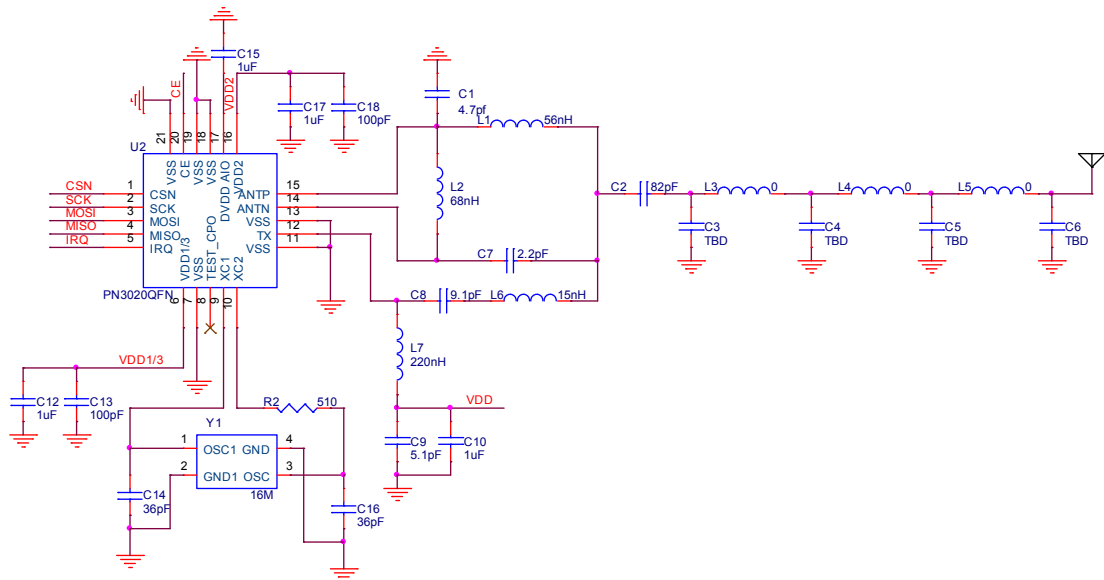 C15
1uF
CE
VDD2
C17
1uF
C18
100pF
C1
4.7pf
L1
56nH
21
20
19
18
17
16
U2
VSS
CE
VSS
VSS
DVDD AIO
VDD2
CSN
SCK
MOSI
MISO
IRQ
1
2
3
4
5
CSN
SCK
MOSI
MISO
IRQ
ANTP
ANTN
VSS
TX
VSS
15
14
13
12
11
VDD1/3
VSS
TEST_CPO
XC1
XC2
PN3020QFN
6
7
8
9
10
L2
68nH
C2
82pF
L3
0
L4
0
L5
0
C3
TBD
C4
TBD
C5
TBD
C6
TBD
C7
2.2pF
C8
9.1pF
L6
15nH
L7
220nH
VDD1/3
C12
1uF
C13
100pF
R2
510
VDD
C9
5.1pF
C10
1uF
Y1
1
OSC1
GND
4
2
GND1
OSC
3
16M
C14
36pF
C16
36pF